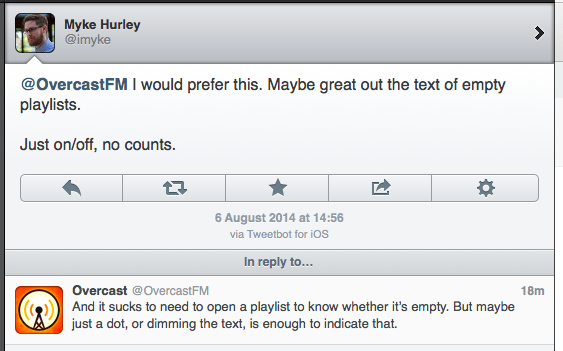 Myke Hurley
@imyke
@OvercastFM I would prefer this. Maybe great out the text of empty
playlists.
Just on/off, no counts.
6 August 2014 at 14:56
via Tweetbot for iOS
In reply to...
Overcast @OvercastFM 18m
And it sucks to need to open a playlist to know whether it's empty. But maybe
just a dot, or dimming the text, is enough to indicate that.